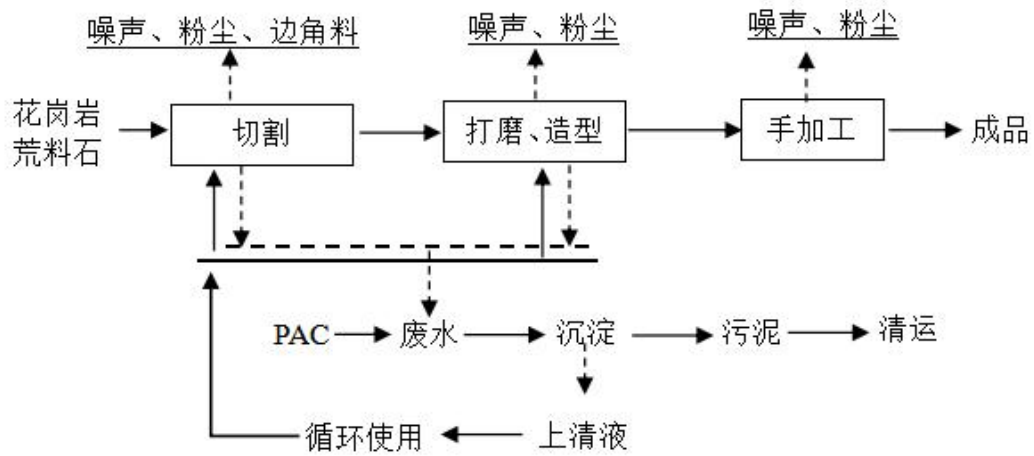 噪声、粉尘、边角料
噪声、粉尘
噪声、粉尘
花岗岩
荒料石
切割
打磨、造型
手加工
成品
PAC
废水
沉淀
污泥
清运
循环使用
上清液